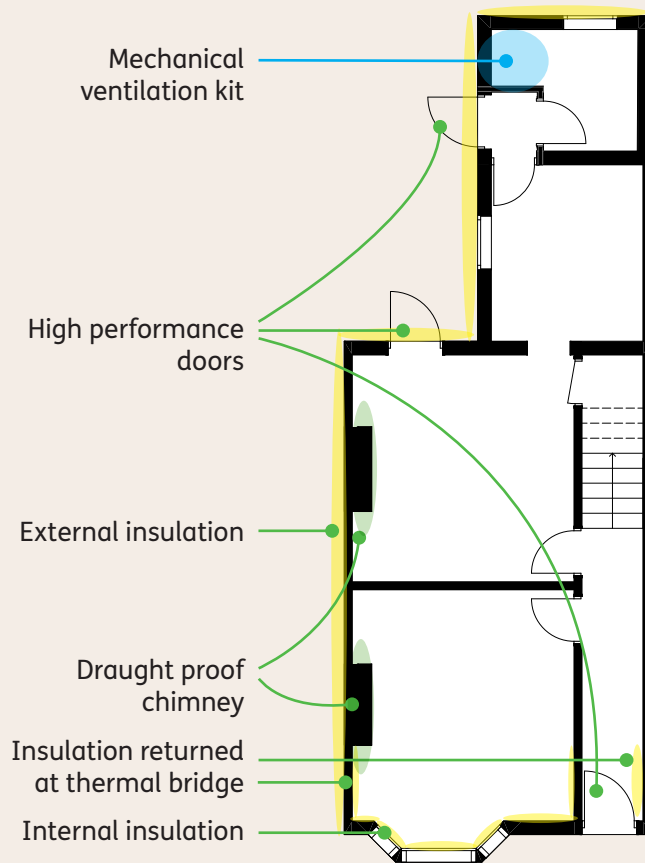 Mechanical
ventilation kit
High performance
doors
External insulation
Draught proof
chimney
Insulation returned
at thermal bridge
Internal insulation